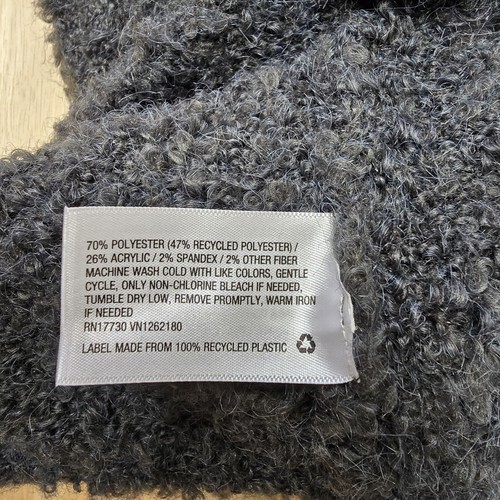 70% POLYESTER (47% RECYCLED POLYESTER) /
26% ACRYLIC / 2% SPANDEX / 2% OTHER FIBER
MACHINE WASH COLD WITH LIKE COLORS, GENTLE
CYCLE, ONLY NON-CHLORINE BLEACH IF NEEDED,
TUMBLE DRY LOW, REMOVE PROMPTLY, WARM IRON
IF NEEDED
RN17730 VN1262180
LABEL MADE FROM 100% RECYCLED PLASTIC